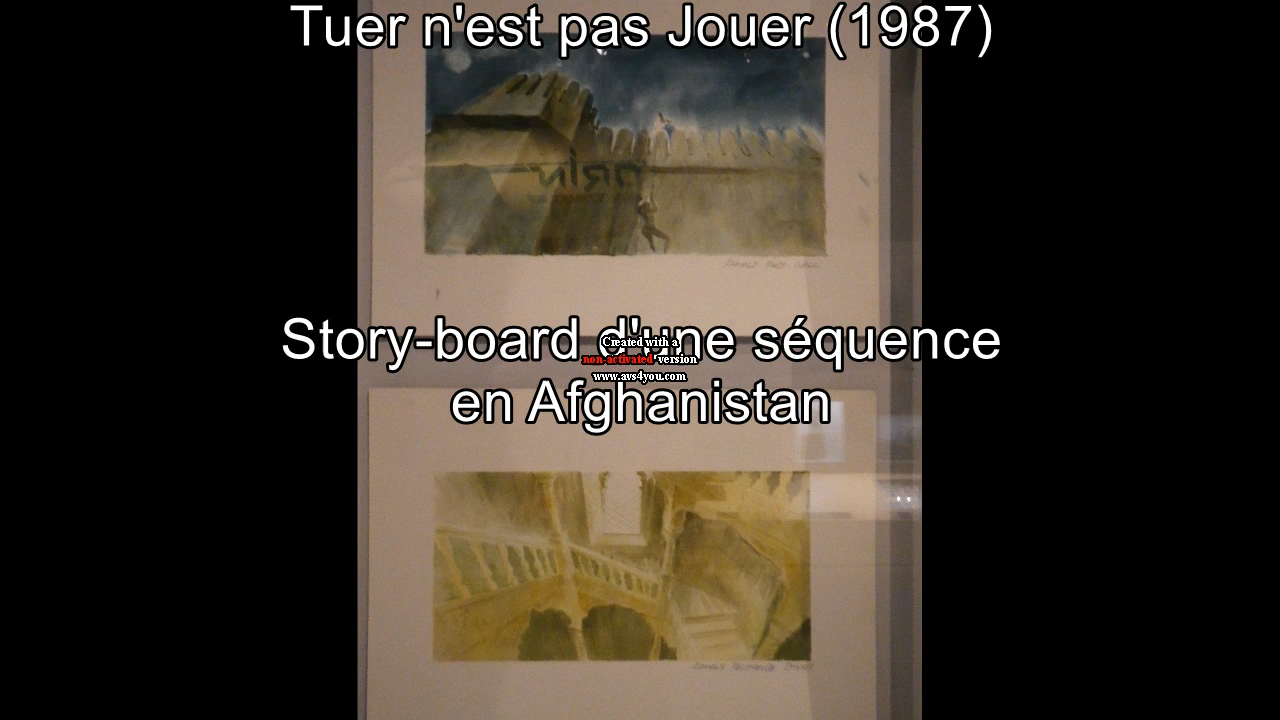 Tuer n'est pas Jouer (1987)
Story-board d'une séquence
en Afghanistan
Created with a
non-activated version
www.avs4you.com